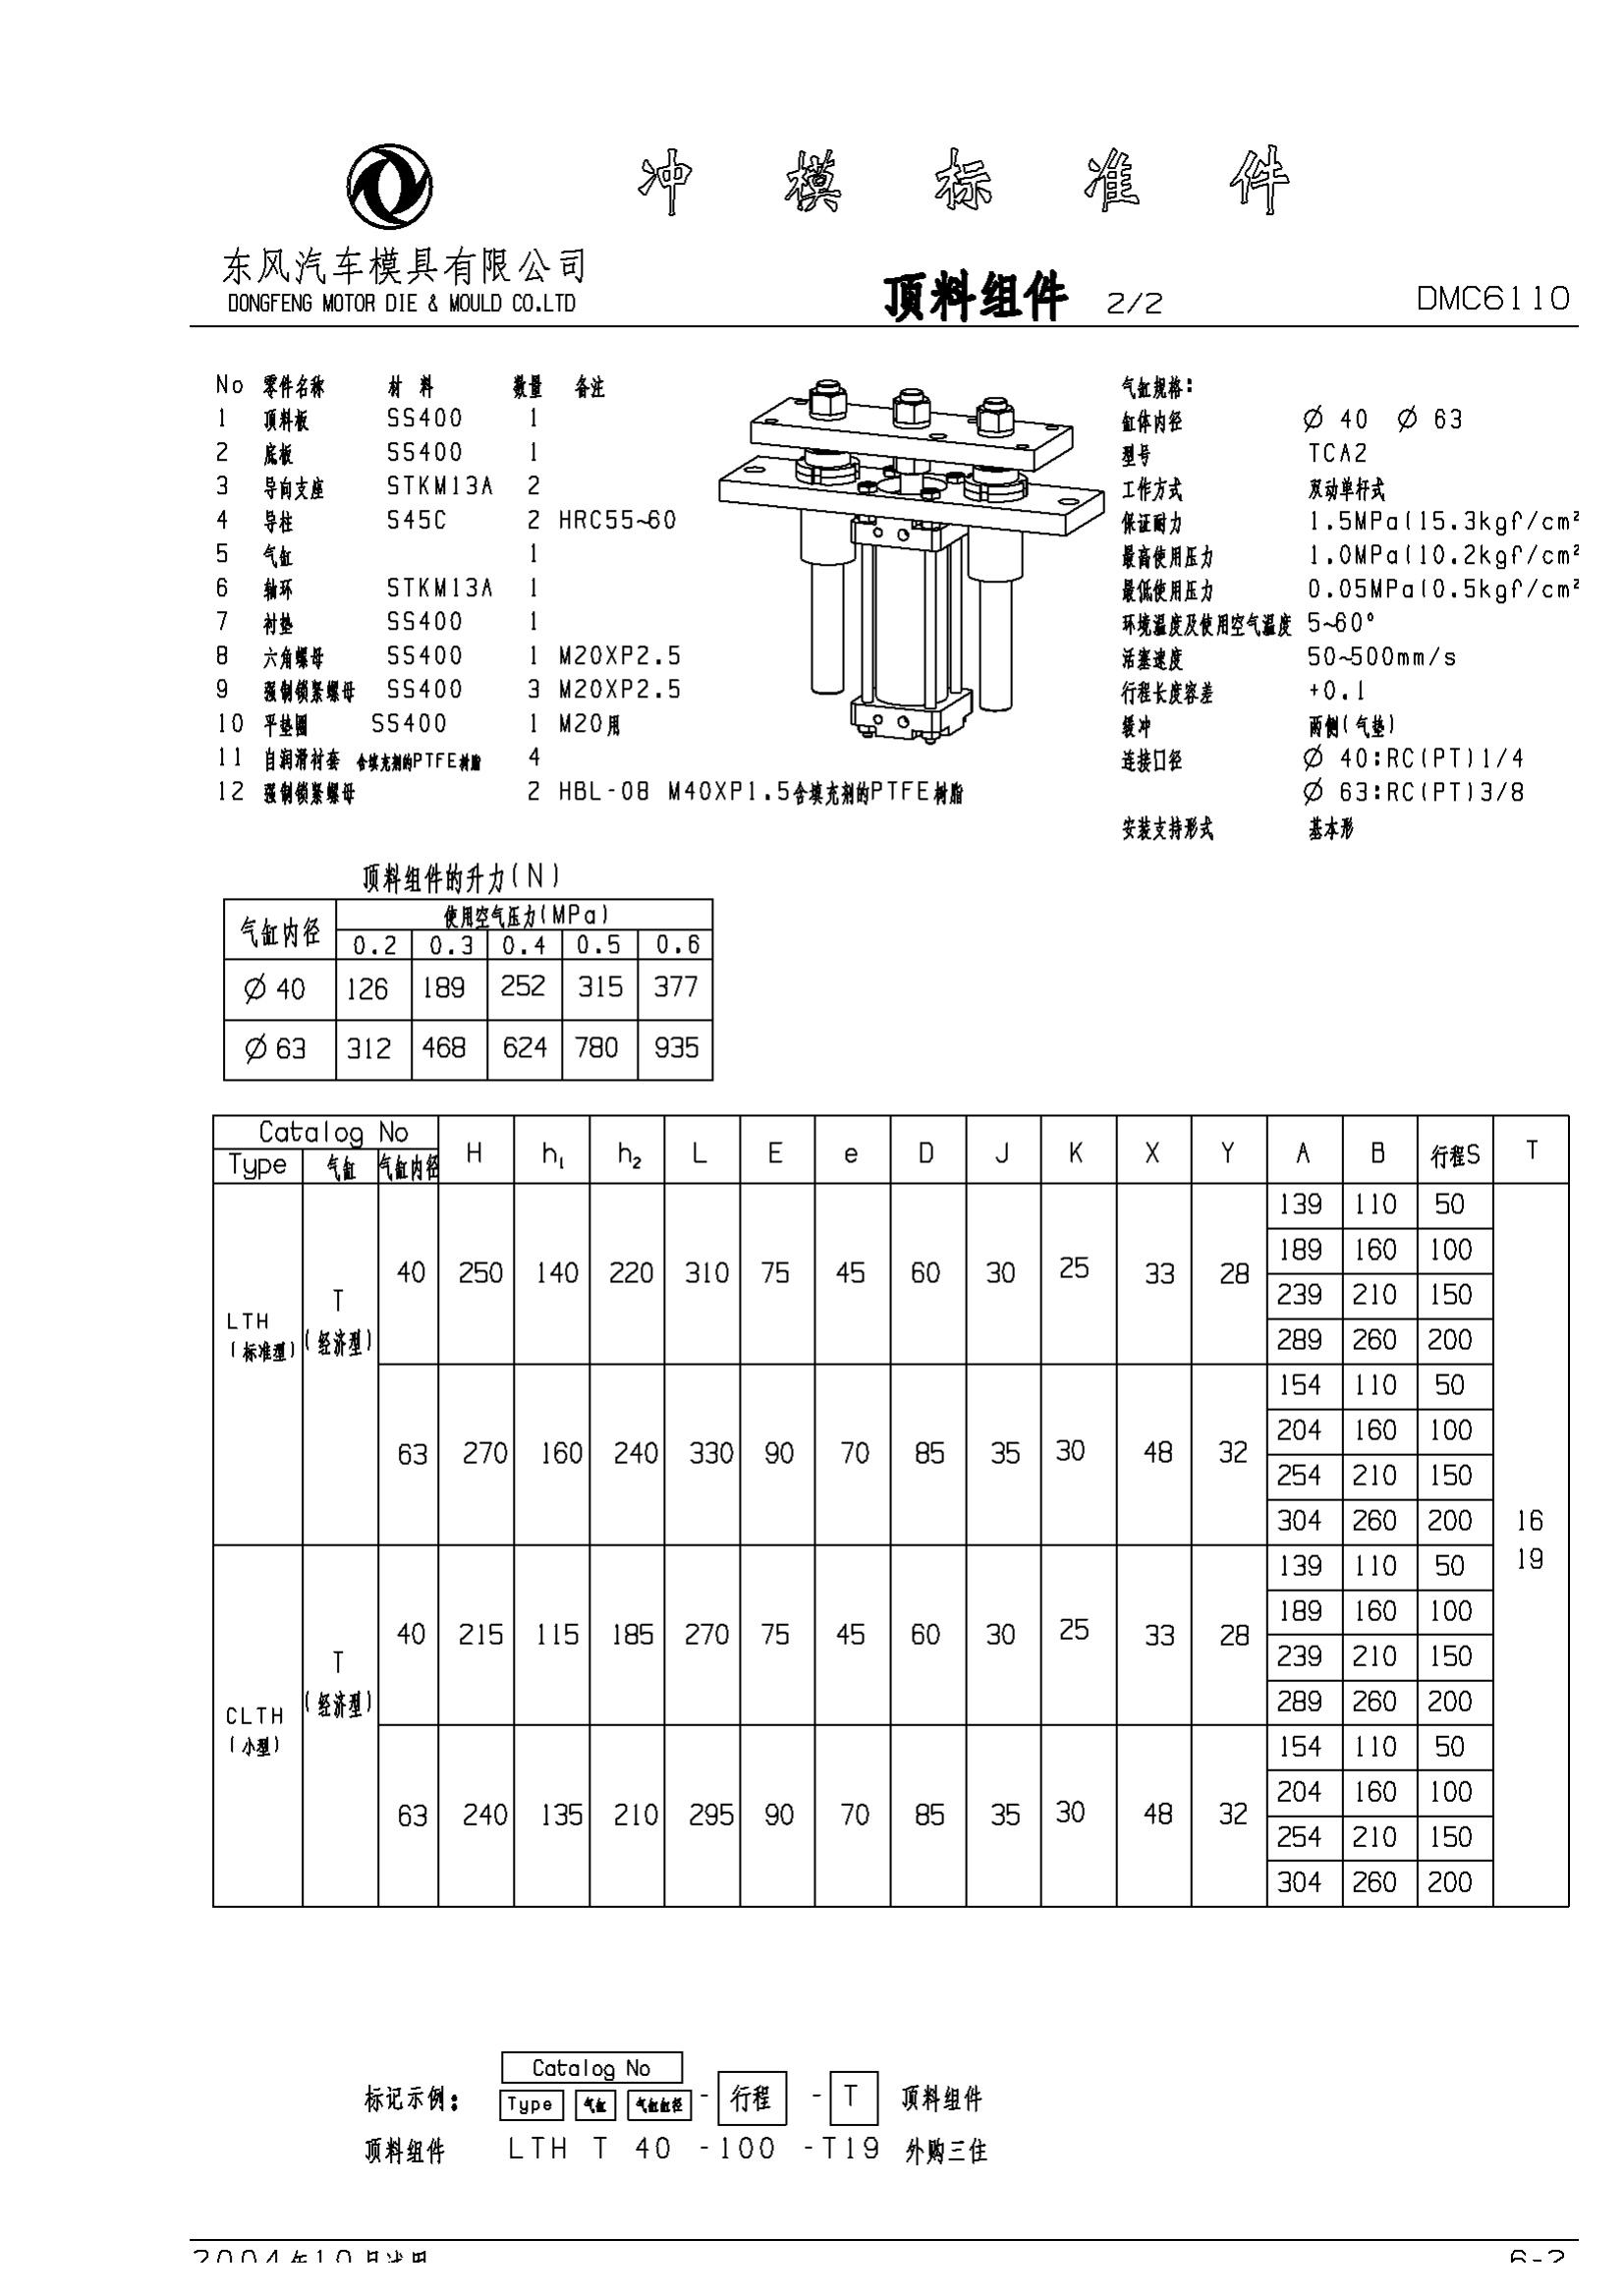 冲模标准件
东风汽车模具有限公司
DONGFENG MOTOR DIE & MOULD CO.LTD
顶料组件 2/2 DMC6110
No 零件名称 材料 数量 备注
1 顶料板 SS400 1
2 底板 SS400 1
3 导向支座 STKM13A 2
4 导柱 S45C 2 HRC55~60
5 气缸 1
6 轴环 STKM13A 1
7 衬垫 SS400 1
8 六角螺母 SS400 1 M20XP2.5
9 强制锁紧螺母 SS400 3 M20XP2.5
10 平垫圈 SS400 1 M20用
11 自润滑衬套 含填充剂的PTFE树脂 4
12 强制锁紧螺母 2 HBL-08 M40XP1.5含填充剂的PTFE树脂
气缸规格:
缸体内径 Ø 40 Ø 63
型号 TCA2
工作方式 双动单杆式
保证耐力 1.5MPa(15.3kgf/cm²
最高使用压力 1.0MPa(10.2kgf/cm²
最低使用压力 0.05MPa(0.5kgf/cm²
环境温度及使用空气温度 5~60°
活塞速度 50~500mm/s
行程长度容差 +0.1
缓冲 两侧(气垫)
连接口径 Ø 40:RC(PT)1/4
Ø 63:RC(PT)3/8
安装支持形式 基本形
顶料组件的升力(N)
气缸内径 使用空气压力(MPa)
0.2 0.3 0.4 0.5 0.6
Ø 40 126 189 252 315 377
Ø 63 312 468 624 780 935
Catalog No H h₁ h₂ L E e D J K X Y A B 行程S T
Type 气缸 气缸内径
LTH (标准型) T (经济型) 40 250 140 220 310 75 45 60 30 25 33 28 139 110 50
189 160 100
239 210 150
289 260 200
63 270 160 240 330 90 70 85 35 30 48 32 154 110 50
204 160 100
254 210 150
304 260 200
16
19
CLTH (小型) T (经济型) 40 215 115 185 270 75 45 60 30 25 33 28 139 110 50
189 160 100
239 210 150
289 260 200
63 240 135 210 295 90 70 85 35 30 48 32 154 110 50
204 160 100
254 210 150
304 260 200
Catalog No
标记示例: Type 气缸 气缸缸径 - 行程 - T 顶料组件
顶料组件 LTH T 40 -100 -T19 外购三住
2004年10月
6-2